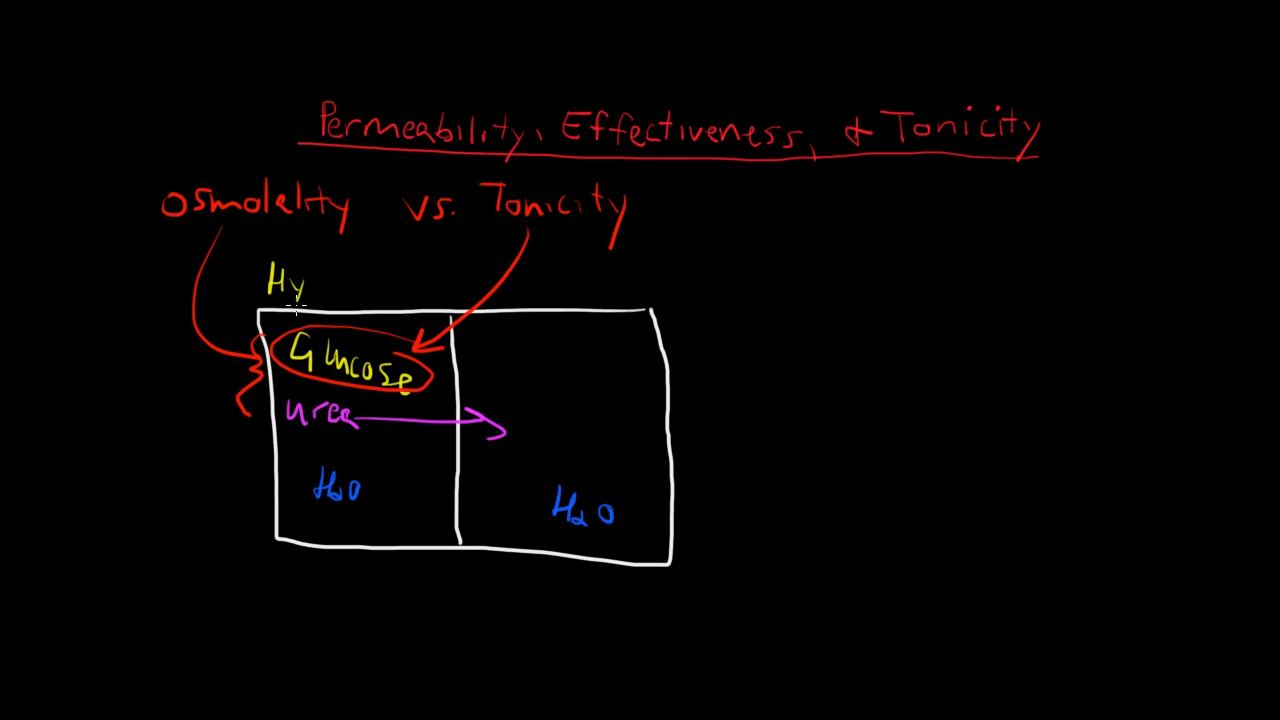 Permeability, Effectiveness, & Tonicity
Osmolality vs. Tonicity
Hy
Glucose
urea
H2O
H2O